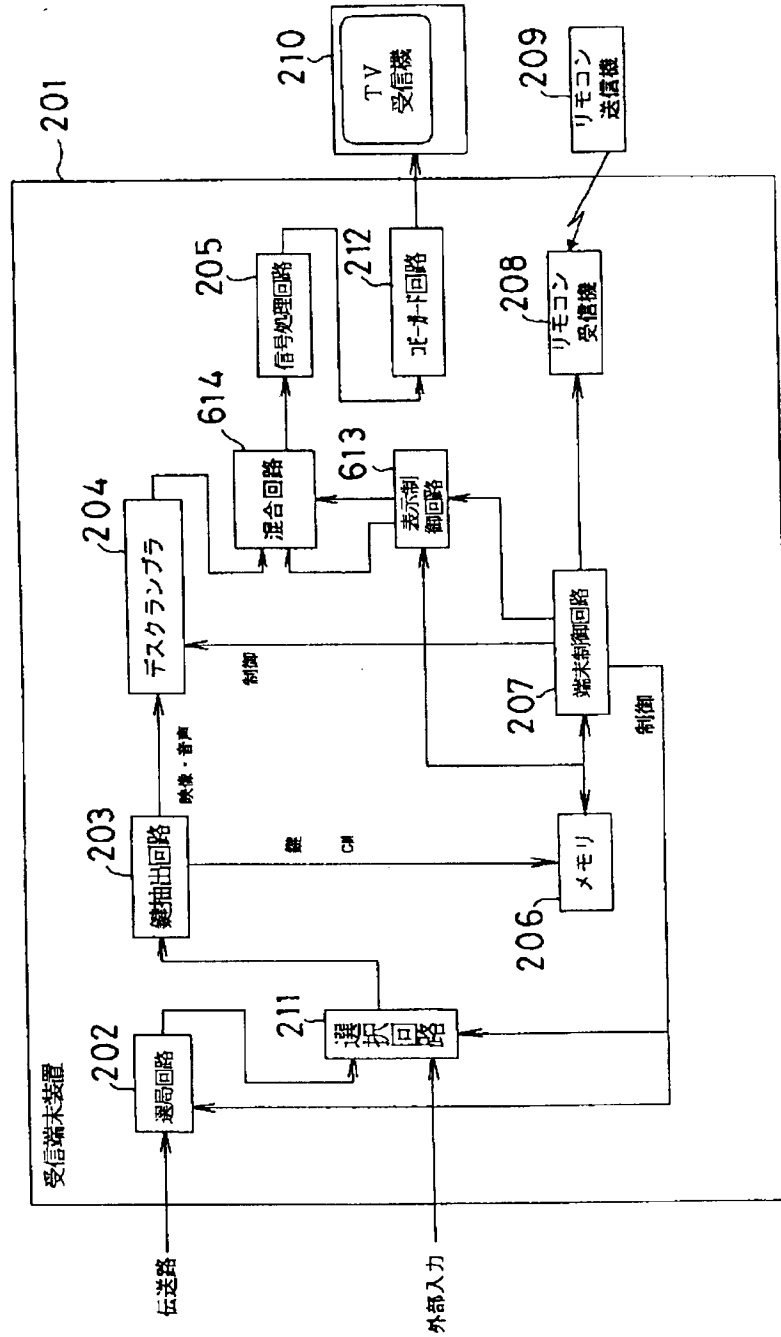 受信端末装置
201
伝送路
202
選局回路
外部入力
211
選択回路
203
鍵抽出回路
映像・音声
鍵
CM
204
デスクランブラ
制御
614
混合回路
205
信号処理回路
613
表示制
御回路
212
コピーガード回路
210
TV
受信機
206
メモリ
207
端末制御回路
制御
208
リモコン
受信機
209
リモコン
送信機